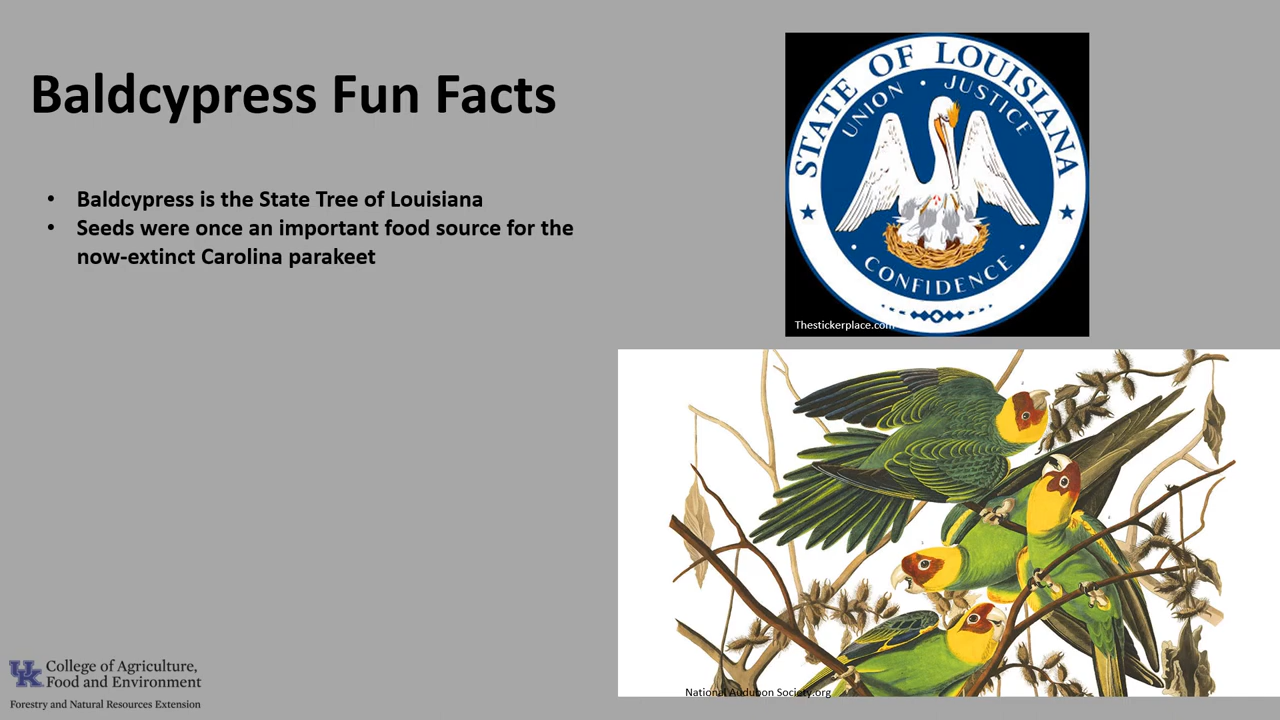 Baldcypress Fun Facts
• Baldcypress is the State Tree of Louisiana
• Seeds were once an important food source for the
now-extinct Carolina parakeet
STATE OF LOUISIANA
UNION • JUSTICE
• CONFIDENCE •
Thestickerplace.com
National Audubon Society.org
UK College of Agriculture,
Food and Environment
Forestry and Natural Resources Extension